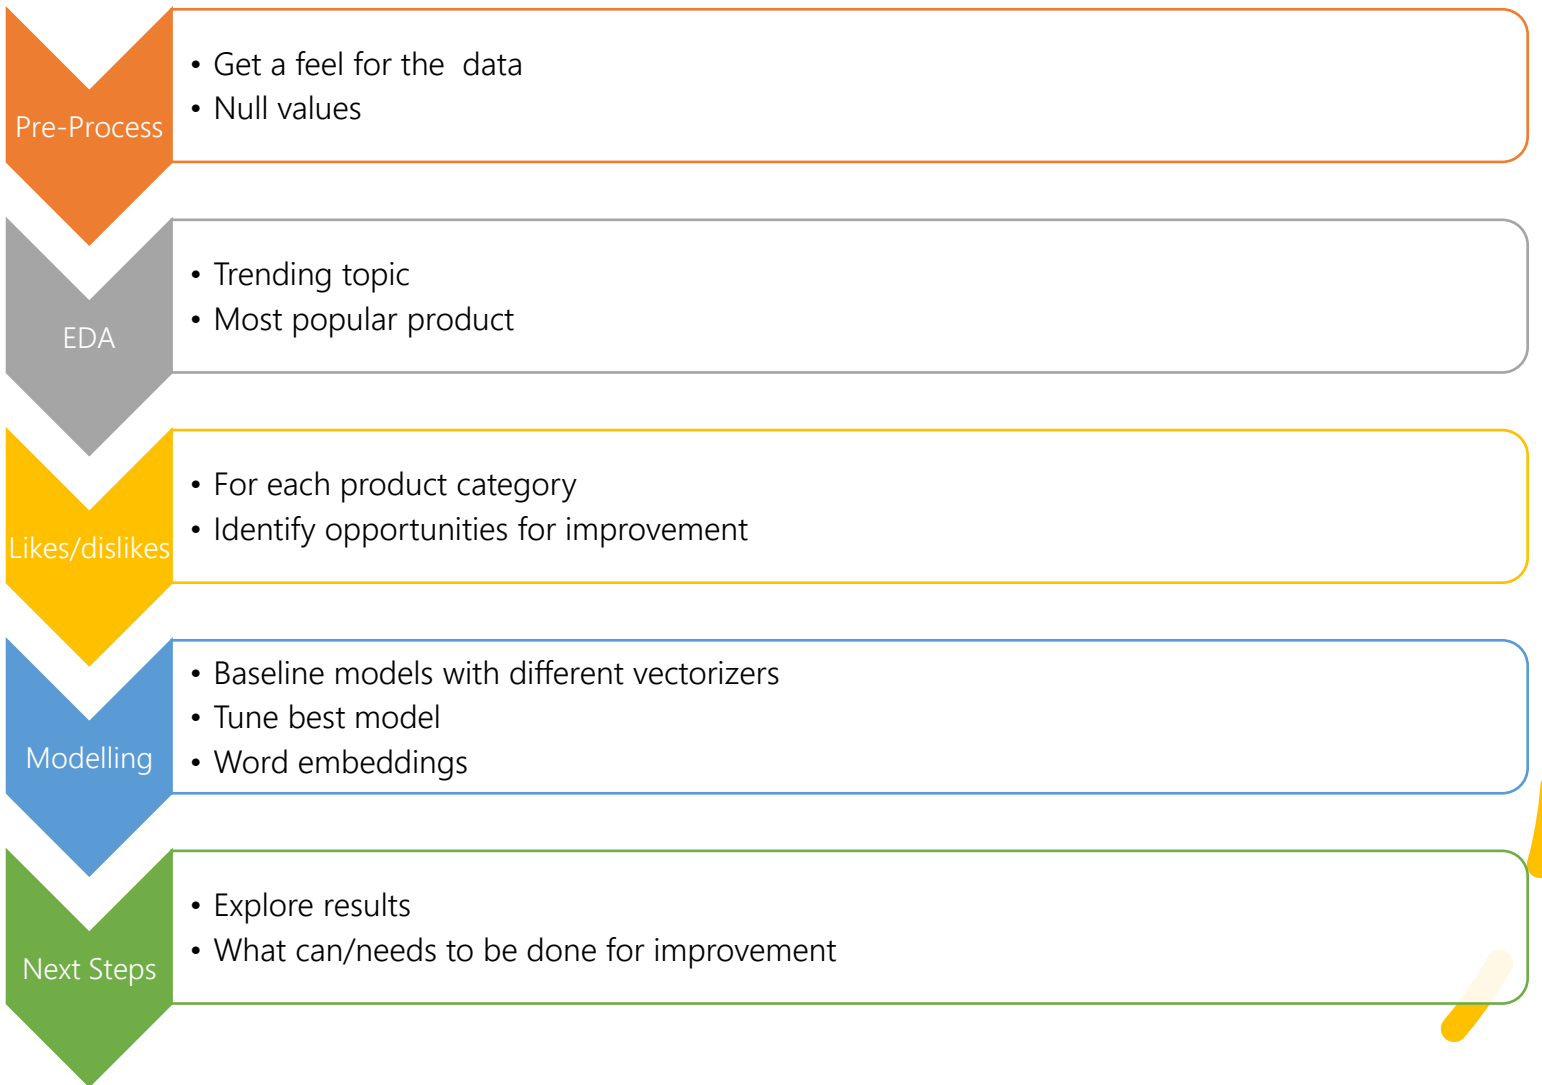 Pre-Process
• Get a feel for the  data
• Null values
EDA
• Trending topic
• Most popular product
Likes/dislikes
• For each product category
• Identify opportunities for improvement
Modelling
• Baseline models with different vectorizers
• Tune best model
• Word embeddings
Next Steps
• Explore results
• What can/needs to be done for improvement